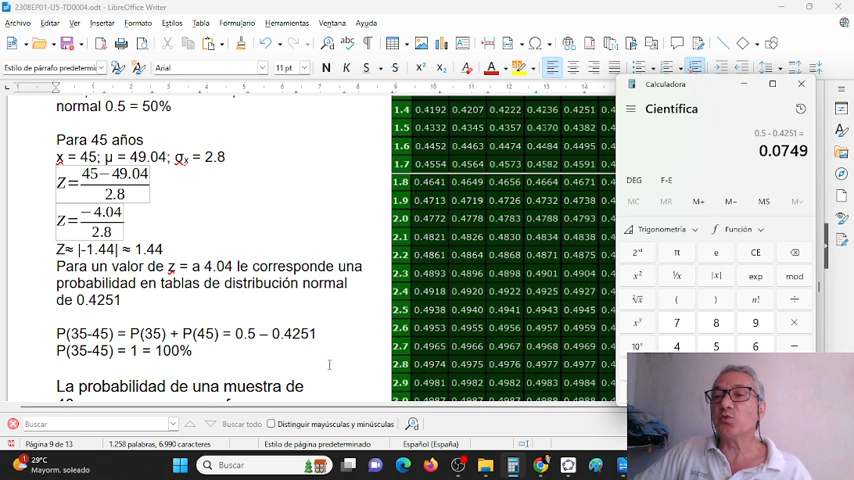 2308EP01-U5-TD0004.odt - LibreOffice Writer
Archivo Editar Ver Insertar Formato Estilos Tabla Formulario Herramientas Ventana Ayuda
Estilo de párrafo predetermi Arial 11 pt N K S S X² X₂ A
normal 0.5 = 50%
Para 45 años
x = 45; µ = 49.04; σₓ = 2.8
Z=45−49.04
2.8
Z=−4.04
2.8
Z≈ |-1.44| ≈ 1.44
Para un valor de z = a 4.04 le corresponde una
probabilidad en tablas de distribución normal
de 0.4251
P(35-45) = P(35) + P(45) = 0.5 – 0.4251
P(35-45) = 1 = 100%
La probabilidad de una muestra de
1.4 0.4192 0.4207 0.4222 0.4236 0.4251
1.5 0.4332 0.4345 0.4357 0.4370 0.4382
1.6 0.4452 0.4463 0.4474 0.4484 0.4495
1.7 0.4554 0.4564 0.4573 0.4582 0.4591
1.8 0.4641 0.4649 0.4656 0.4664 0.4671
1.9 0.4713 0.4719 0.4726 0.4732 0.4738
2.0 0.4772 0.4778 0.4783 0.4788 0.4793
2.1 0.4821 0.4826 0.4830 0.4834 0.4838
2.2 0.4861 0.4864 0.4868 0.4871 0.4875
2.3 0.4893 0.4896 0.4898 0.4901 0.4904
2.4 0.4918 0.4920 0.4922 0.4925 0.4927
2.5 0.4938 0.4940 0.4941 0.4943 0.4945
2.6 0.4953 0.4955 0.4956 0.4957 0.4959
2.7 0.4965 0.4966 0.4967 0.4968 0.4969
2.8 0.4974 0.4975 0.4976 0.4977 0.4977
2.9 0.4981 0.4982 0.4982 0.4983 0.4984
Calculadora
Científica
0.5 - 0.4251 =
0.0749
DEG F-E
MC MR M+ M− MS M˅
Trigonometría Función
2ⁿᵈ π e CE
x² ¹/x |x| exp mod
²√x ( ) n! ÷
xʸ 7 8 9 ×
10ˣ 4 5 6 −
Buscar Buscar todo Distinguir mayúsculas y minúsculas
Página 9 de 13 1.258 palabras, 6.990 caracteres Estilo de página predeterminado Español (España)
29°C
Mayorm. soleado
Buscar